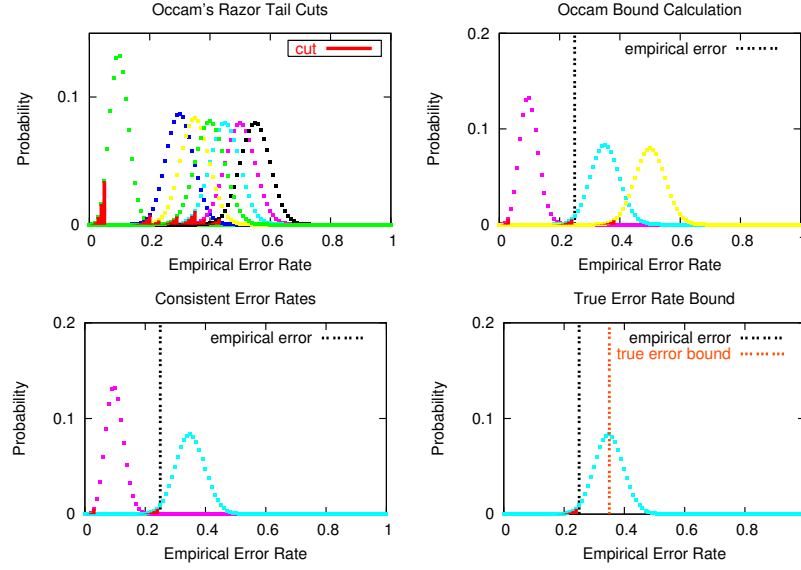 Occam's Razor Tail Cuts
cut
Probability
0.1
0
0 0.2 0.4 0.6 0.8 1
Empirical Error Rate
Occam Bound Calculation
empirical error
Probability
0.2
0.1
0
0 0.2 0.4 0.6 0.8
Empirical Error Rate
Consistent Error Rates
empirical error
Probability
0.2
0.1
0
0 0.2 0.4 0.6 0.8 1
Empirical Error Rate
True Error Rate Bound
empirical error
true error bound
Probability
0.2
0.1
0
0 0.2 0.4 0.6 0.8
Empirical Error Rate